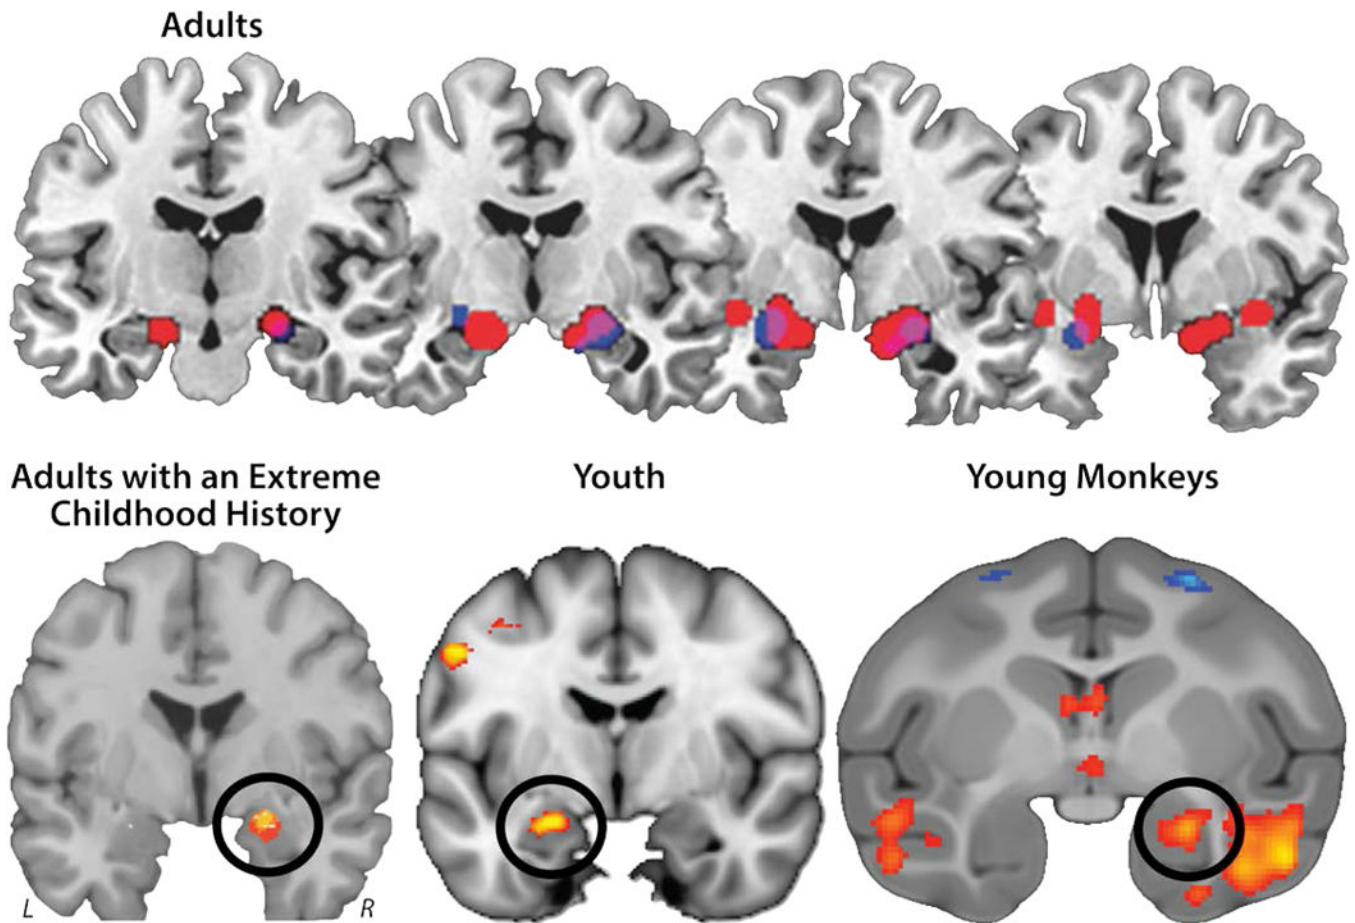 Adults
Adults with an Extreme
Childhood History
Youth
Young Monkeys
L
R